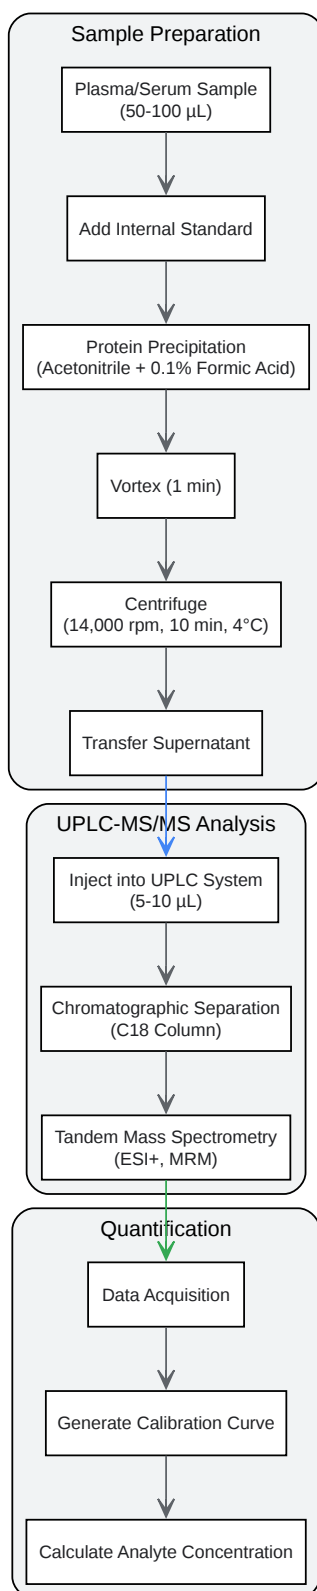 Sample Preparation
Plasma/Serum Sample
(50-100 µL)
Add Internal Standard
Protein Precipitation
(Acetonitrile + 0.1% Formic Acid)
Vortex (1 min)
Centrifuge
(14,000 rpm, 10 min, 4°C)
Transfer Supernatant
UPLC-MS/MS Analysis
Inject into UPLC System
(5-10 µL)
Chromatographic Separation
(C18 Column)
Tandem Mass Spectrometry
(ESI+, MRM)
Quantification
Data Acquisition
Generate Calibration Curve
Calculate Analyte Concentration